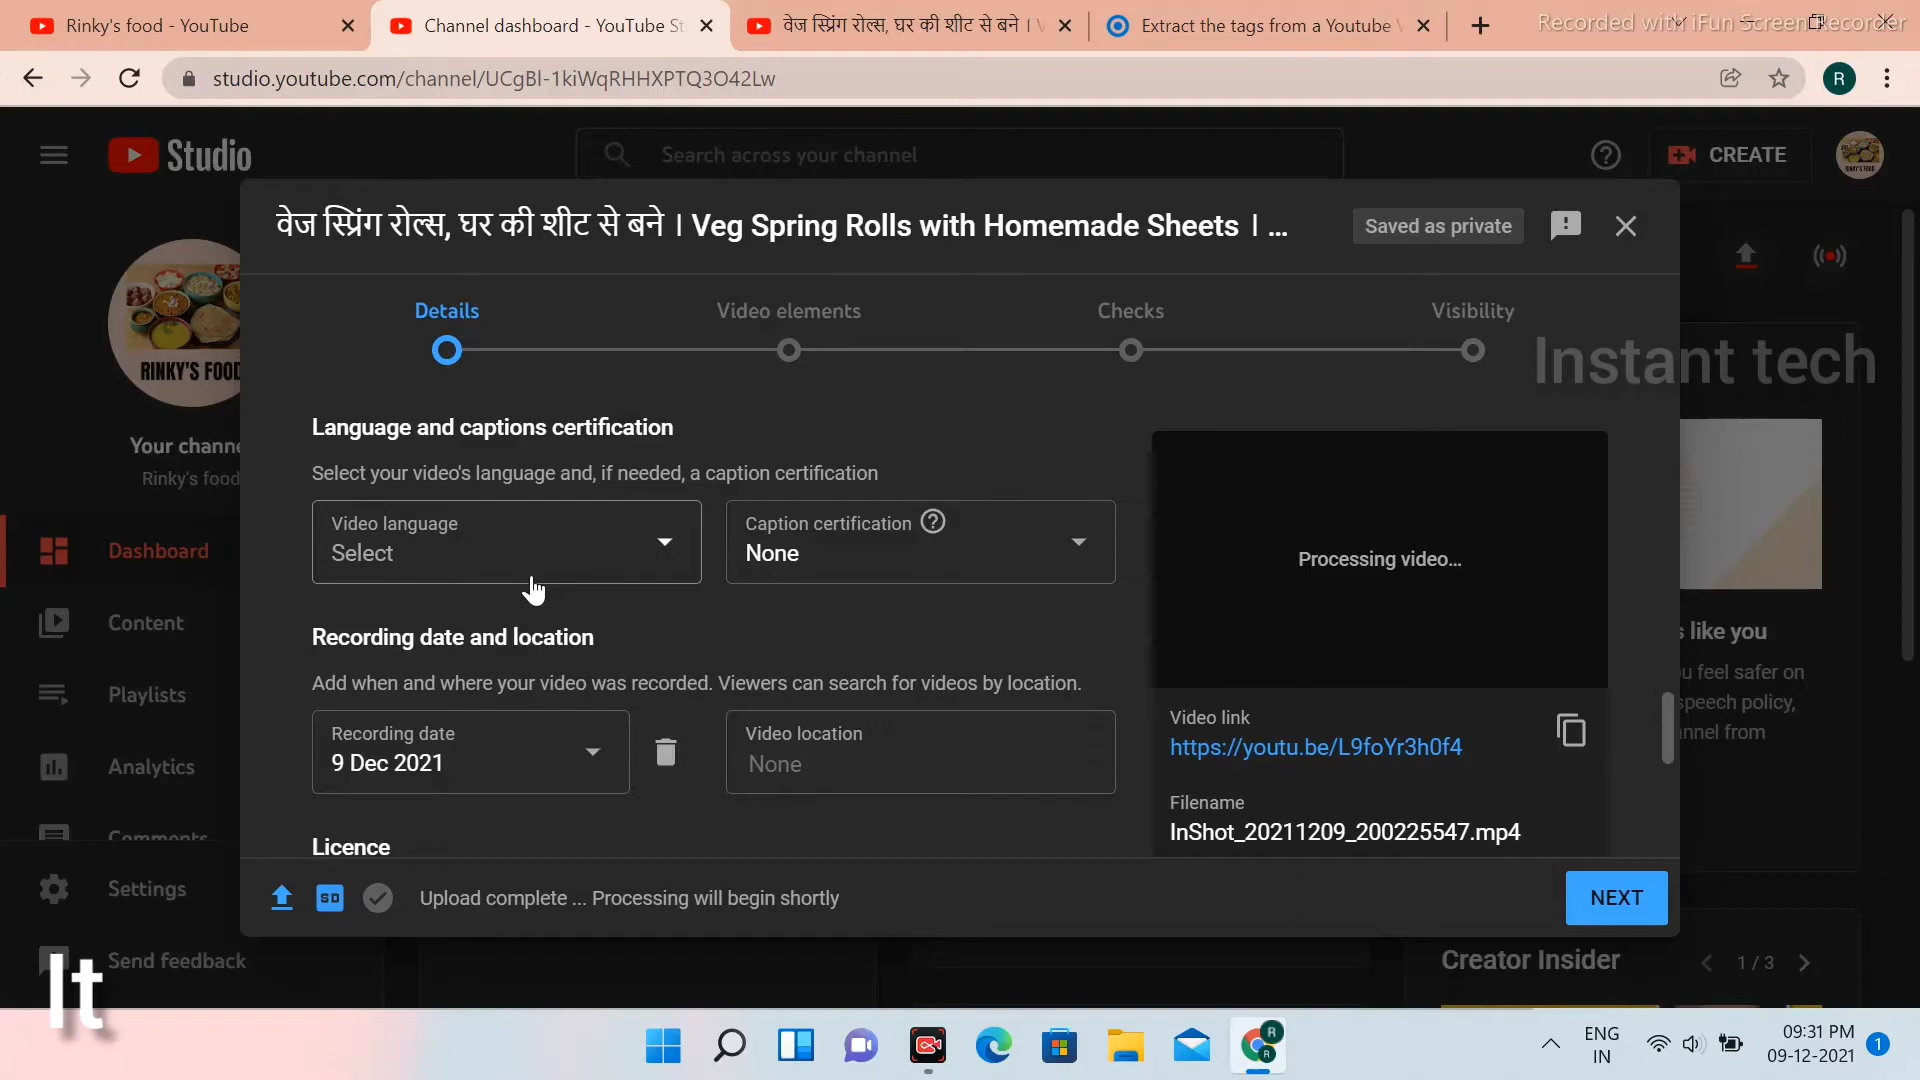 Rinky's food - YouTube
Channel dashboard - YouTube St
वेज स्प्रिंग रोल्स, घर की शीट से बने । V
Extract the tags from a Youtube V
Recorded with iFun Screen Recorder
studio.youtube.com/channel/UCgBl-1kiWqRHHXPTQ3O42Lw
R
Studio
Search across your channel
CREATE
RINKY'S FOOD
वेज स्प्रिंग रोल्स, घर की शीट से बने । Veg Spring Rolls with Homemade Sheets । ...
Saved as private
Details
Video elements
Checks
Visibility
Instant tech
RINKY'S FOOD
Your channe
Rinky's food
Language and captions certification
Select your video's language and, if needed, a caption certification
Video language
Select
Caption certification
None
Processing video...
Dashboard
Content
Playlists
Analytics
Comments
Settings
Send feedback
Recording date and location
Add when and where your video was recorded. Viewers can search for videos by location.
Recording date
9 Dec 2021
Video location
None
Licence
Video link
https://youtu.be/L9foYr3h0f4
Filename
InShot_20211209_200225547.mp4
s like you
u feel safer on
speech policy,
nnel from
SD
Upload complete ... Processing will begin shortly
NEXT
Creator Insider
1 / 3
It
R
R
ENG
IN
09:31 PM
09-12-2021
1